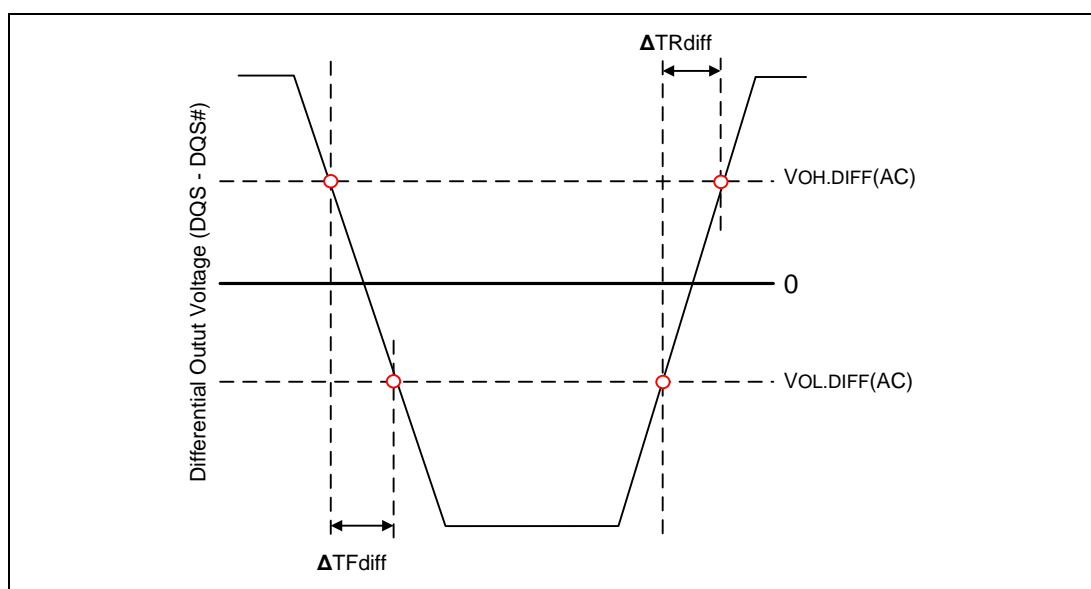 ΔTRdiff
Differential Outut Voltage (DQS - DQS#)
VOH.DIFF(AC)
0
VOL.DIFF(AC)
ΔTFdiff